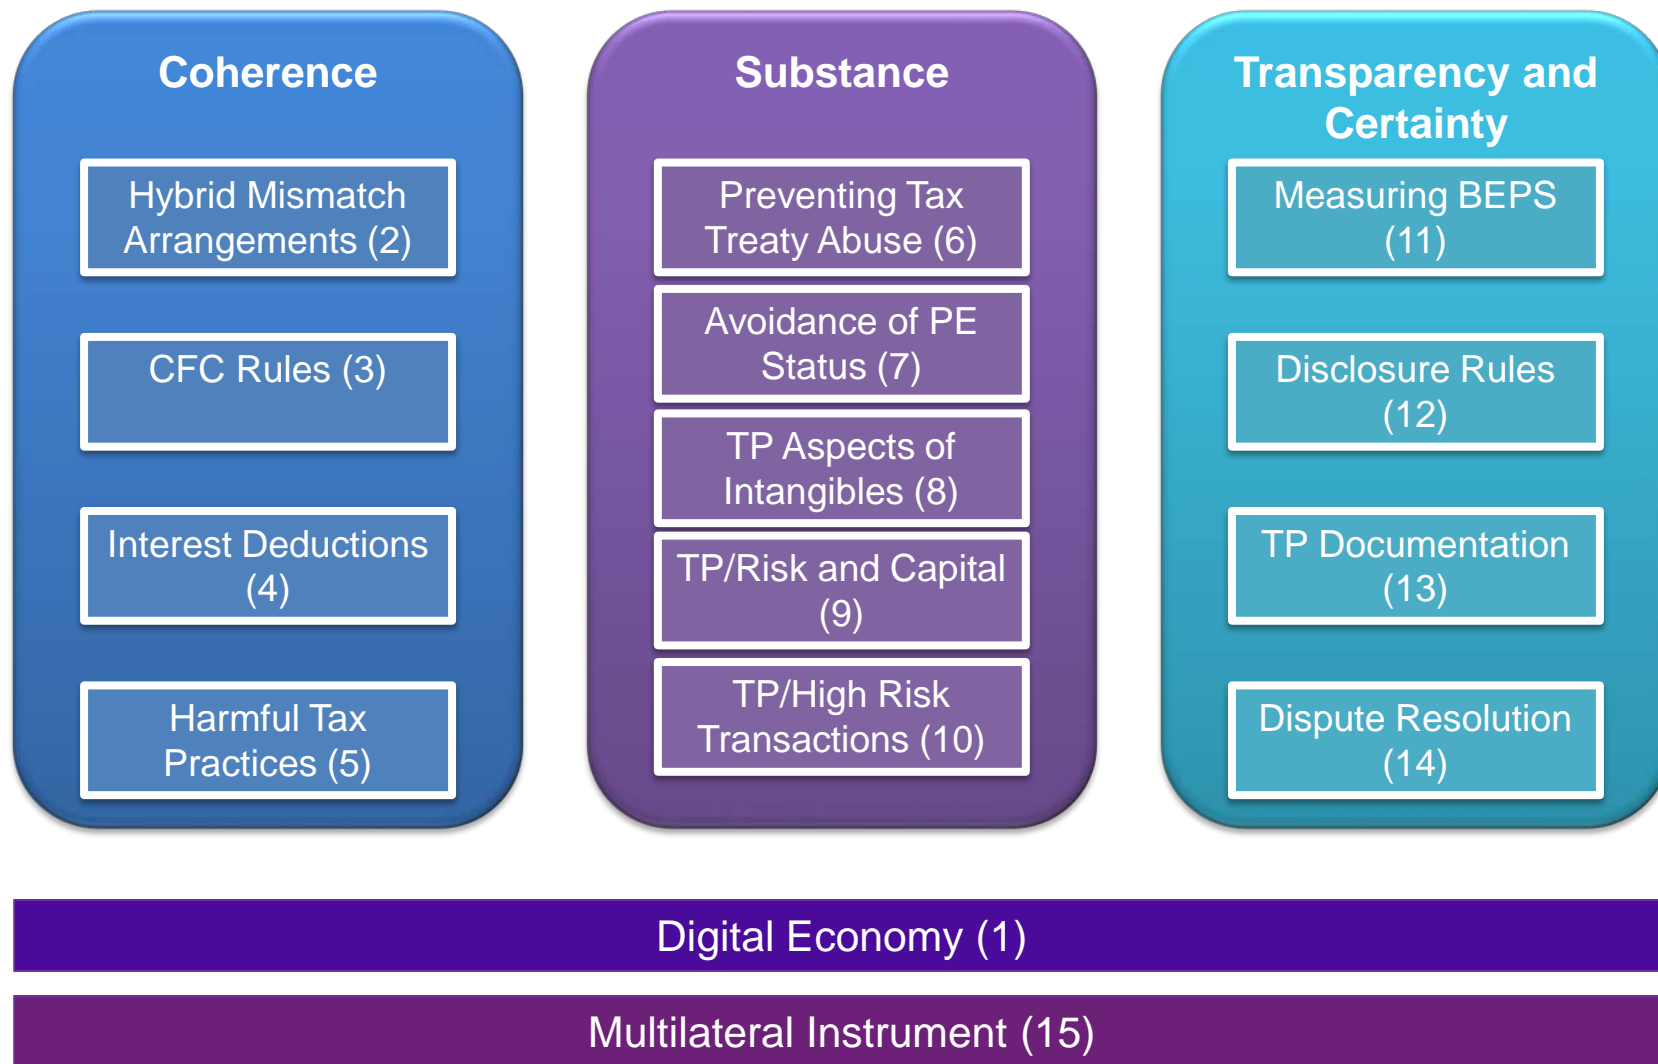 Coherence
Hybrid Mismatch
Arrangements (2)
CFC Rules (3)
Interest Deductions
(4)
Harmful Tax
Practices (5)
Substance
Preventing Tax
Treaty Abuse (6)
Avoidance of PE
Status (7)
TP Aspects of
Intangibles (8)
TP/Risk and Capital
(9)
TP/High Risk
Transactions (10)
Transparency and
Certainty
Measuring BEPS
(11)
Disclosure Rules
(12)
TP Documentation
(13)
Dispute Resolution
(14)
Digital Economy (1)
Multilateral Instrument (15)